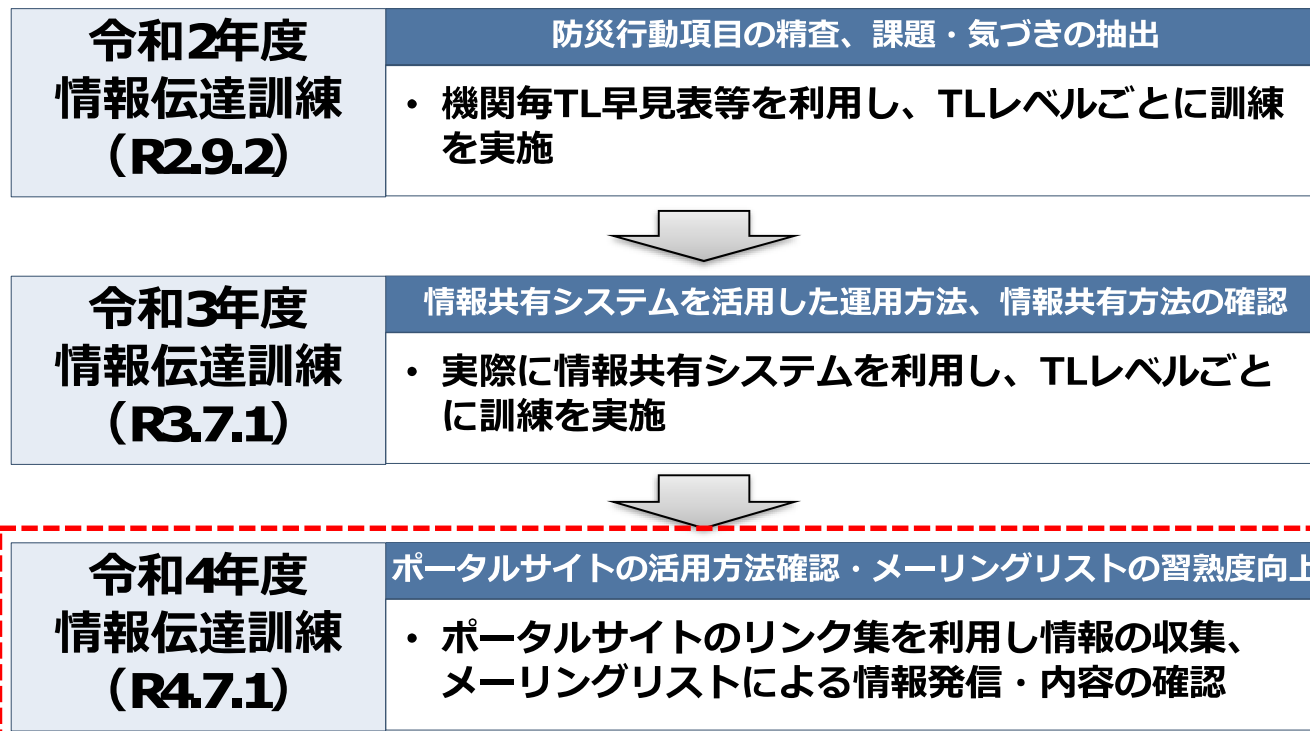 令和2年度
情報伝達訓練
（R2.9.2）
防災行動項目の精査、課題・気づきの抽出
• 機関毎TL早見表等を利用し、TLレベルごとに訓練
を実施
令和3年度
情報伝達訓練
（R3.7.1）
情報共有システムを活用した運用方法、情報共有方法の確認
• 実際に情報共有システムを利用し、TLレベルごと
に訓練を実施
令和4年度
情報伝達訓練
（R4.7.1）
ポータルサイトの活用方法確認・メーリングリストの習熟度向上
• ポータルサイトのリンク集を利用し情報の収集、
メーリングリストによる情報発信・内容の確認